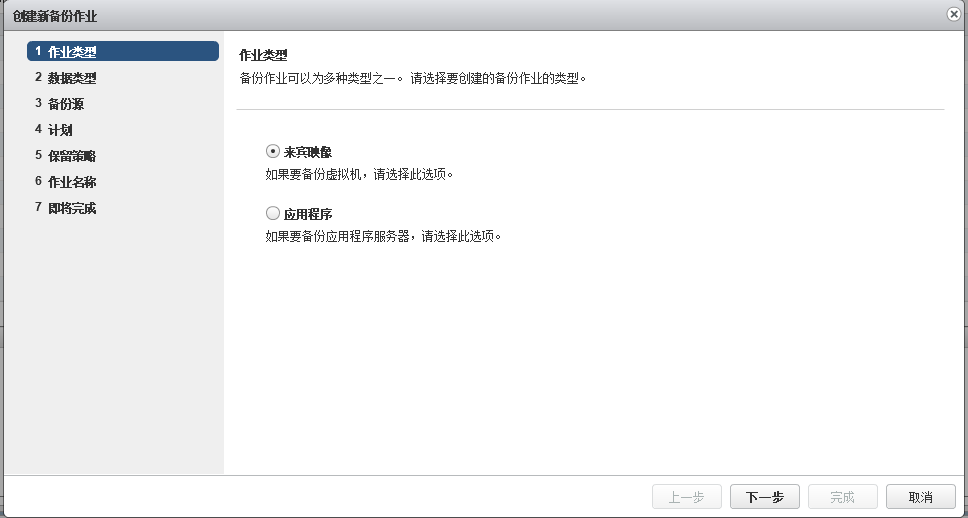 创建新备份作业
1 作业类型
2 数据类型
3 备份源
4 计划
5 保留策略
6 作业名称
7 即将完成
作业类型
备份作业可以为多种类型之一。 请选择要创建的备份作业的类型。
来宾映像
如果要备份虚拟机，请选择此选项。
应用程序
如果要备份应用程序服务器，请选择此选项。
上一步
下一步
完成
取消